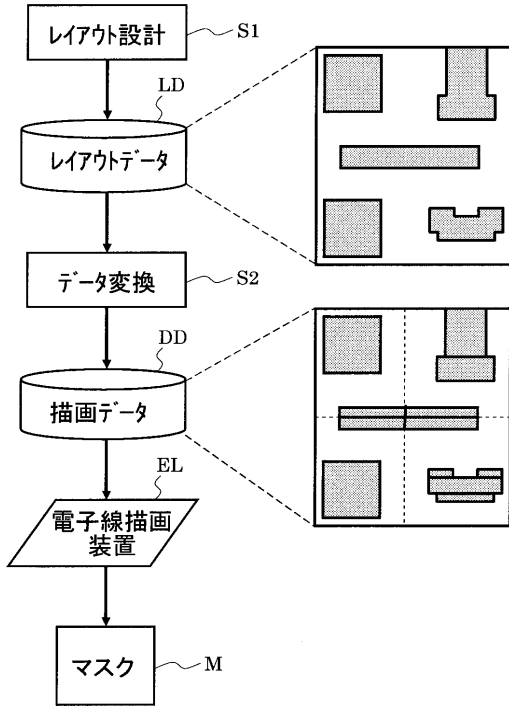 レイアウト設計
S1
LD
レイアウトデータ
データ変換
S2
DD
描画データ
EL
電子線描画
装置
マスク
M